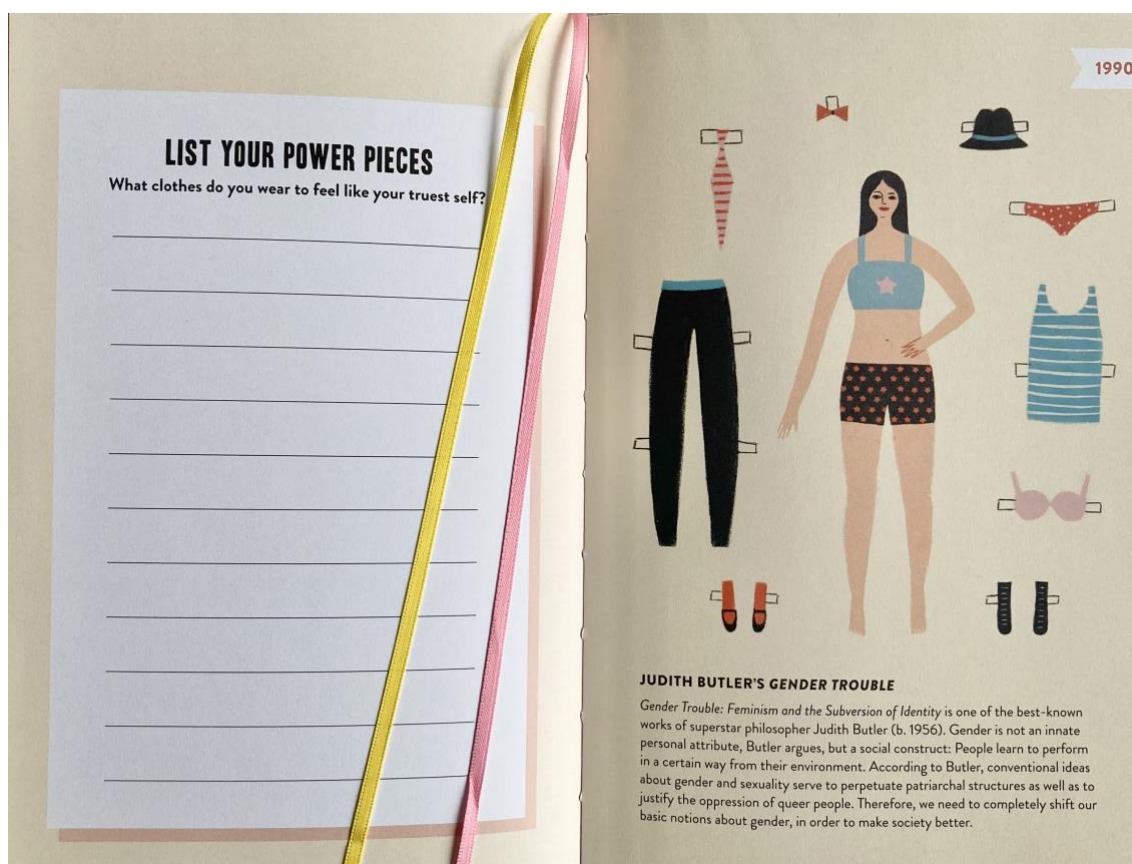 LIST YOUR POWER PIECES
What clothes do you wear to feel like your truest self?
1990
JUDITH BUTLER'S GENDER TROUBLE
Gender Trouble: Feminism and the Subversion of Identity is one of the best-known
works of superstar philosopher Judith Butler (b. 1956). Gender is not an innate
personal attribute, Butler argues, but a social construct: People learn to perform
in a certain way from their environment. According to Butler, conventional ideas
about gender and sexuality serve to perpetuate patriarchal structures as well as to
justify the oppression of queer people. Therefore, we need to completely shift our
basic notions about gender, in order to make society better.